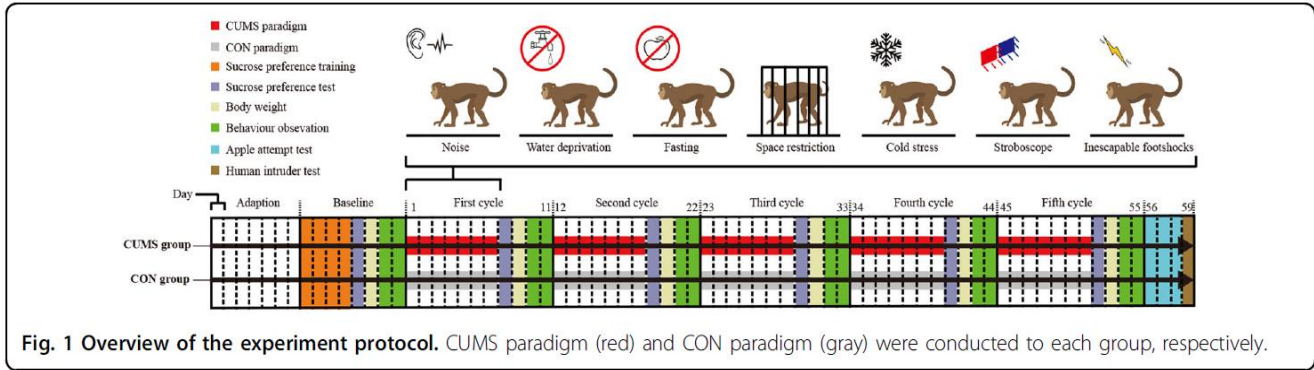 CUMS paradigm
CON paradigm
Sucrose preference training
Sucrose preference test
Body weight
Behaviour obsevation
Apple attempt test
Human intruder test
Noise
Water deprivation
Fasting
Space restriction
Cold stress
Stroboscope
Inescapable footshocks
Day
Adaption
Baseline
1 First cycle 11
12 Second cycle 22
23 Third cycle 33
34 Fourth cycle 44
45 Fifth cycle 55
56 59
CUMS group
CON group
Fig. 1 Overview of the experiment protocol. CUMS paradigm (red) and CON paradigm (gray) were conducted to each group, respectively.